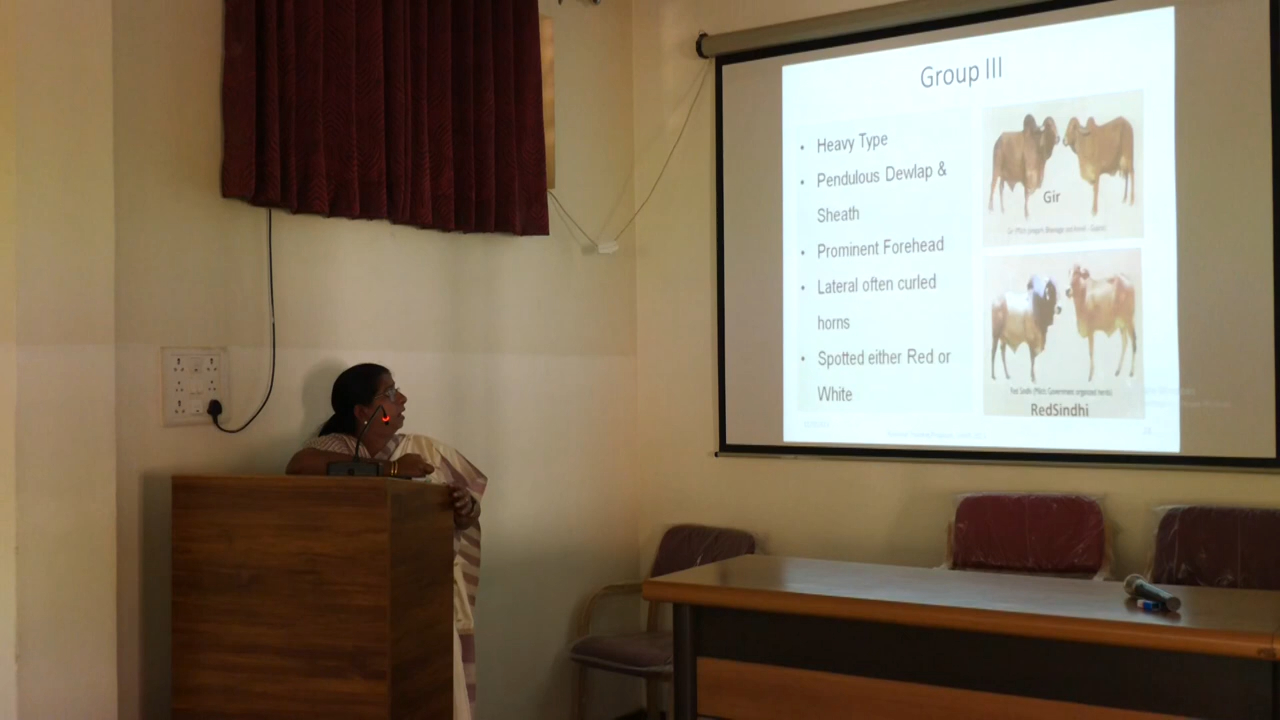 Group III
• Heavy Type
• Pendulous Dewlap &
Sheath
• Prominent Forehead
• Lateral often curled
horns
• Spotted either Red or
White
Gir
RedSindhi